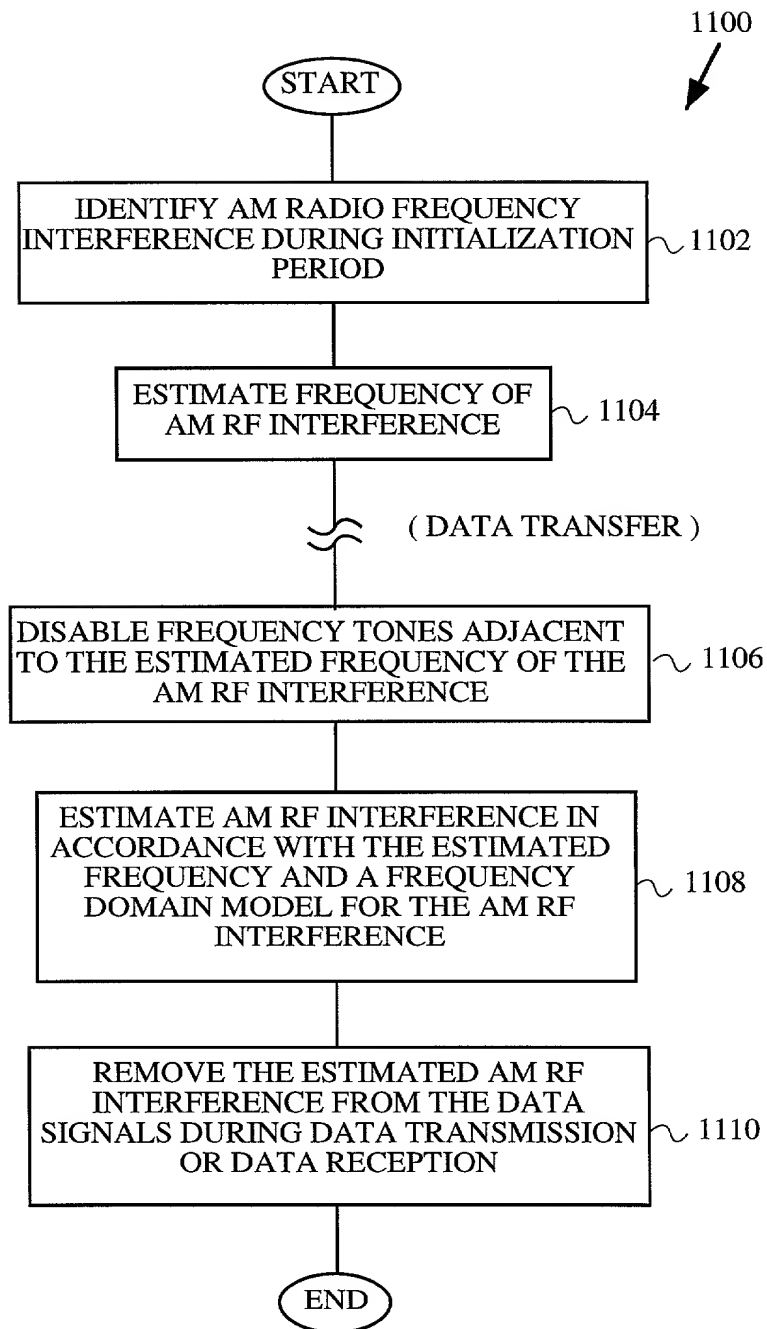 1100
START
IDENTIFY AM RADIO FREQUENCY
INTERFERENCE DURING INITIALIZATION
PERIOD
1102
ESTIMATE FREQUENCY OF
AM RF INTERFERENCE
1104
( DATA TRANSFER )
DISABLE FREQUENCY TONES ADJACENT
TO THE ESTIMATED FREQUENCY OF THE
AM RF INTERFERENCE
1106
ESTIMATE AM RF INTERFERENCE IN
ACCORDANCE WITH THE ESTIMATED
FREQUENCY AND A FREQUENCY
DOMAIN MODEL FOR THE AM RF
INTERFERENCE
1108
REMOVE THE ESTIMATED AM RF
INTERFERENCE FROM THE DATA
SIGNALS DURING DATA TRANSMISSION
OR DATA RECEPTION
1110
END